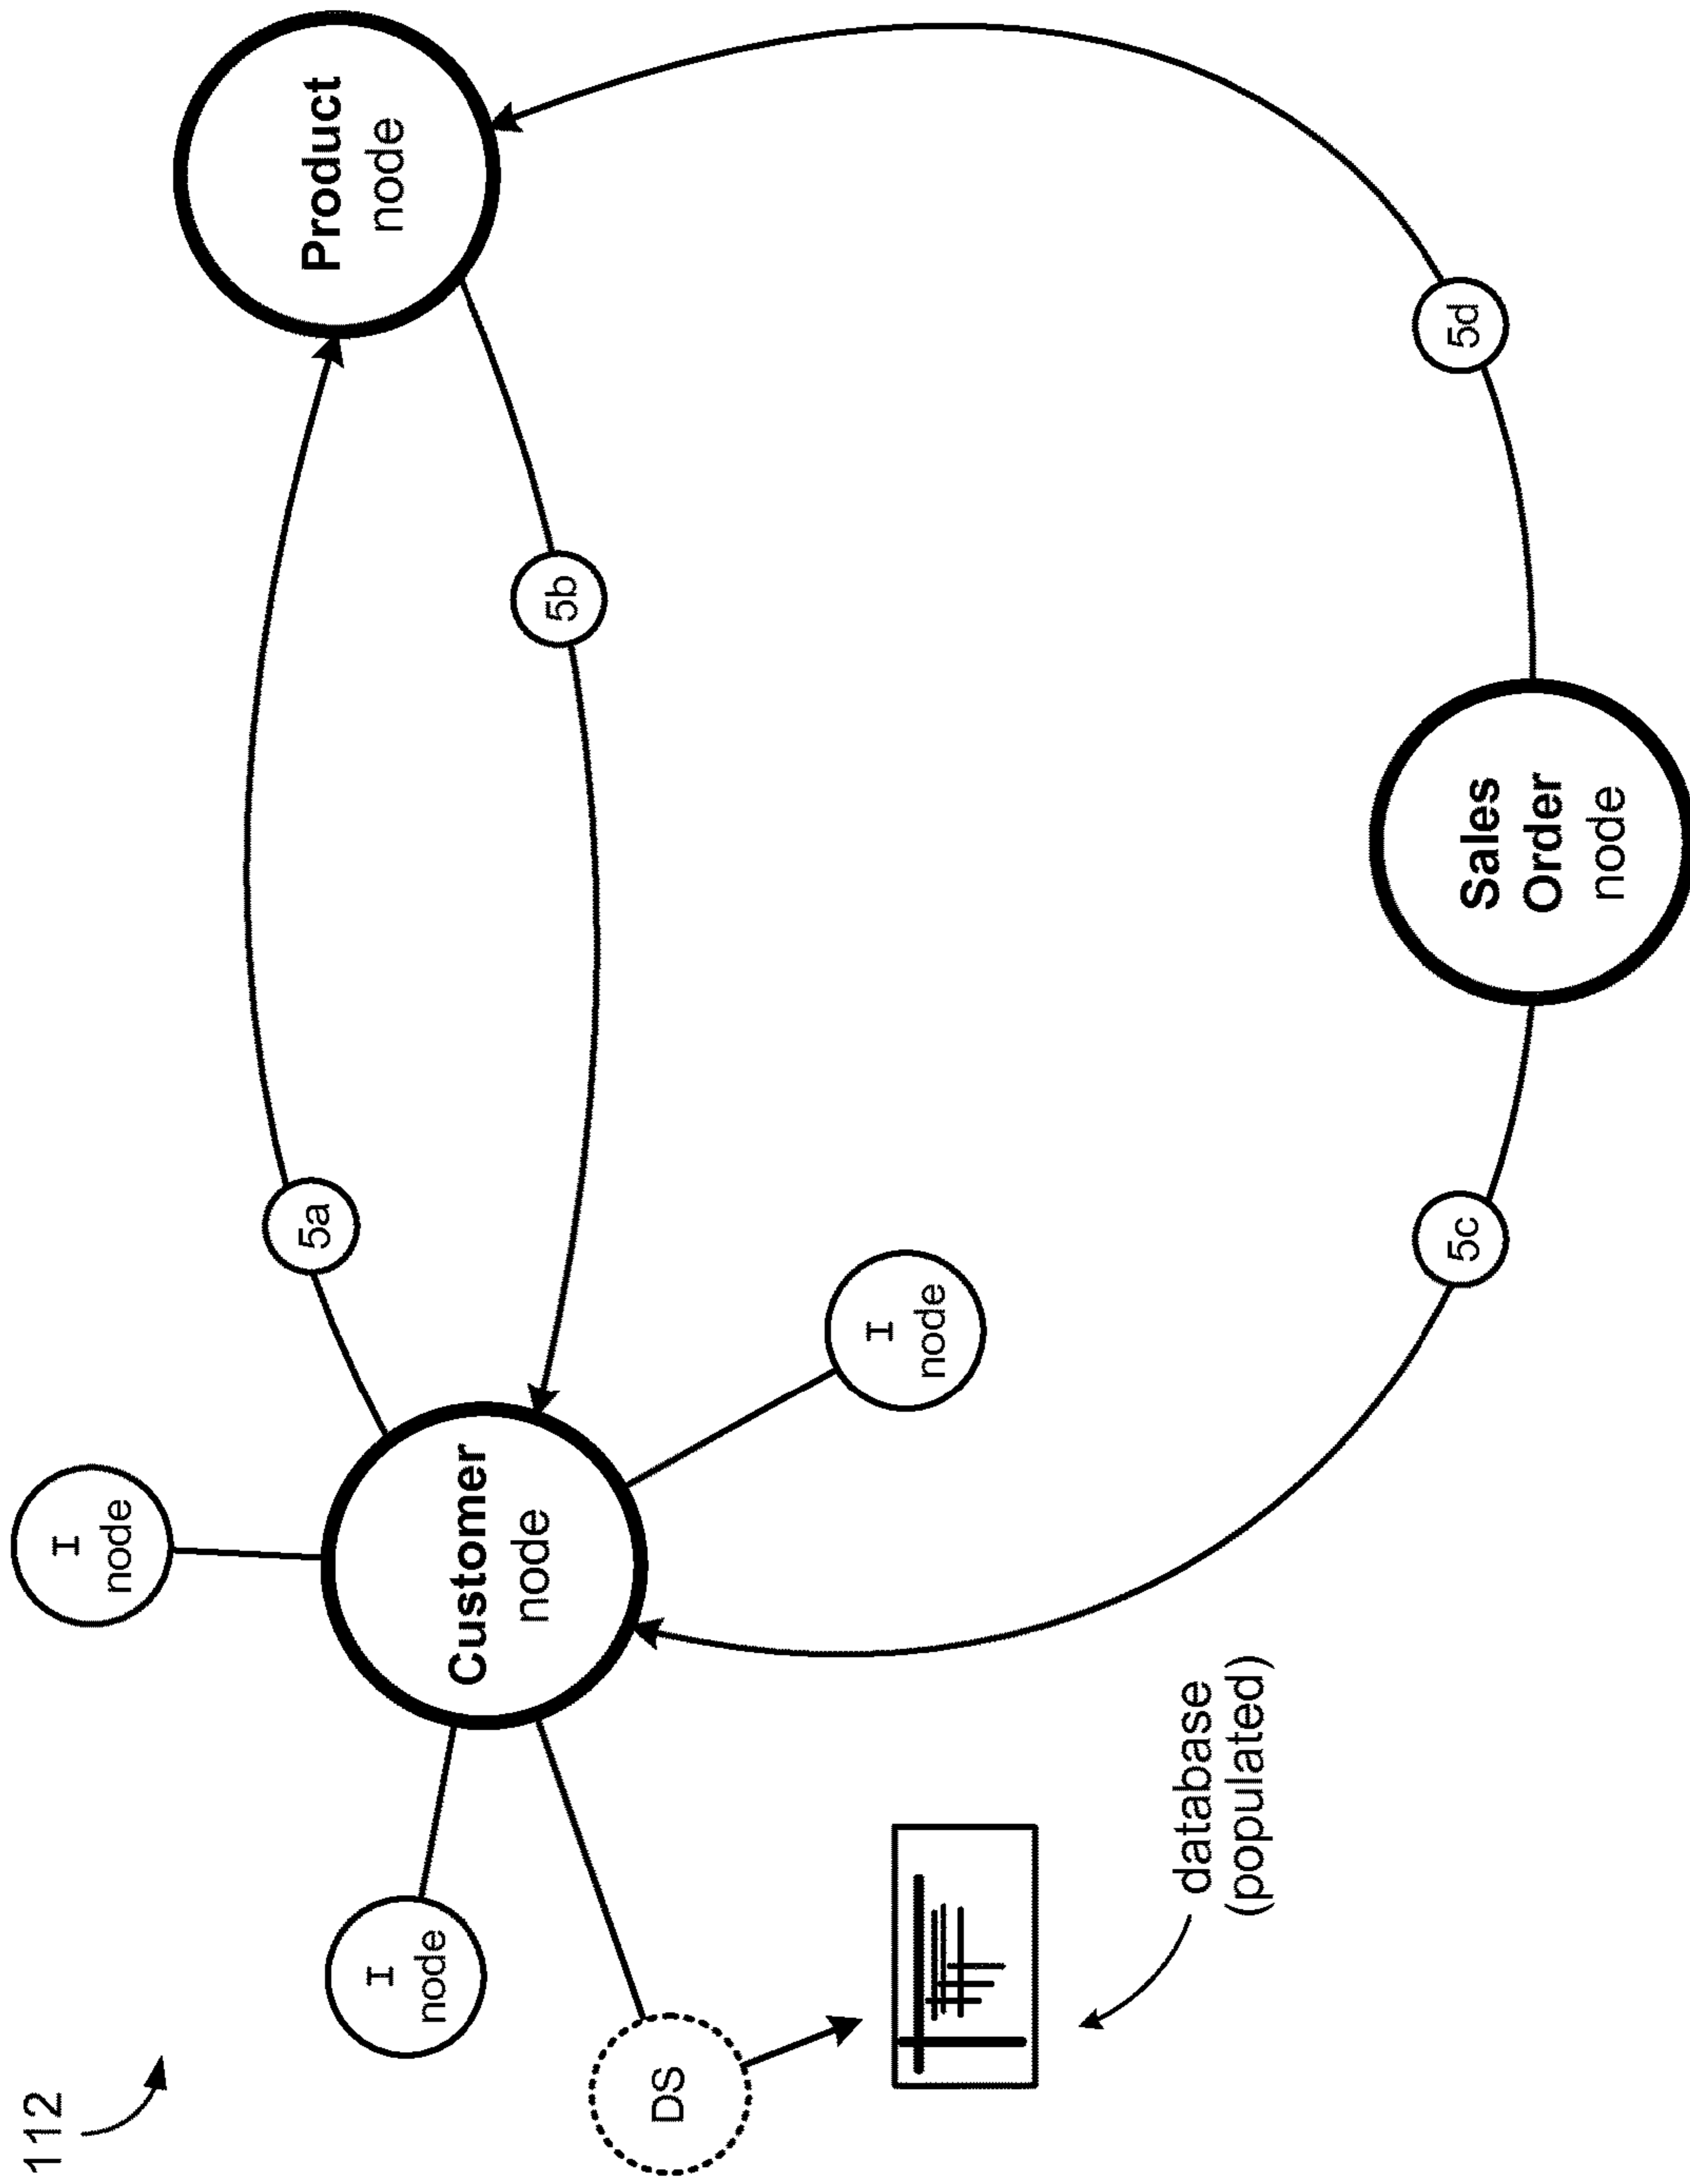 112
I
node
I
node
Customer
node
DS
database
(populated)
I
node
5a
5b
Product
node
5c
Sales
Order
node
5d